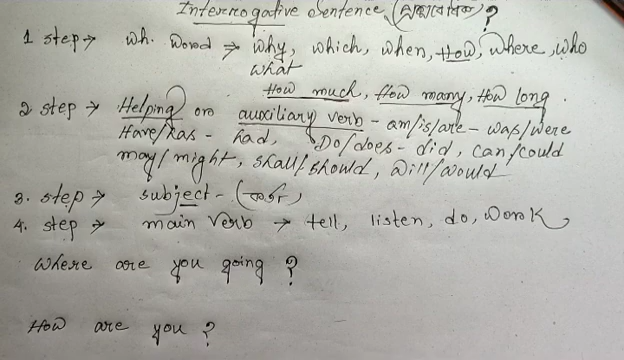 Interrogative Sentence (প্রশ্নবোধক) ?
1 step → Wh. Word → Why, which, when, How, where, who
what
How much, How many, How long.
2 step → Helping or auxiliary verb - am/is/are - was/were
Have/has - had, Do/does - did, can/could
may/might, shall/should, Will/would
3. step → subject - (কর্তা)
4. step → main verb → tell, listen, do, Work,
Where are you going ?
How are you ?